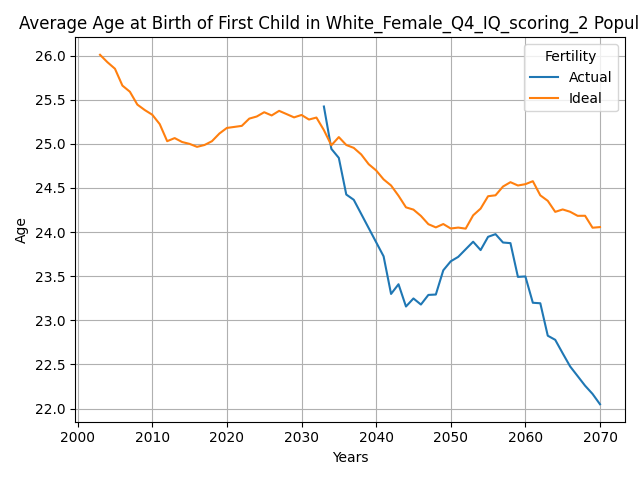 Average Age at Birth of First Child in White_Female_Q4_IQ_scoring_2 Popul
Fertility
Actual
Ideal
26.0
25.5
25.0
24.5
24.0
23.5
23.0
22.5
22.0
Age
2000
2010
2020
2030
2040
2050
2060
2070
Years